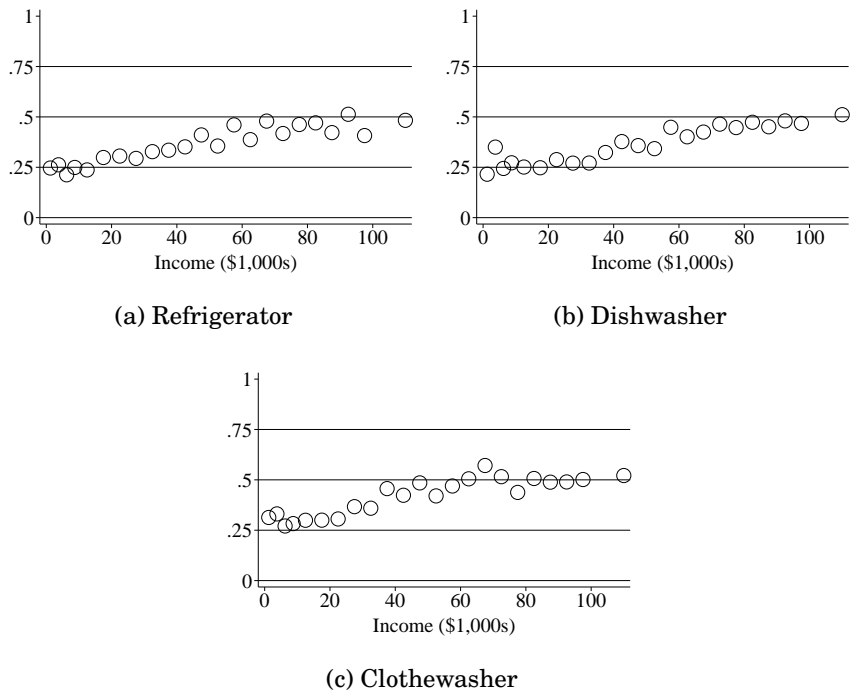 1
.75
.5
.25
0
0 20 40 60 80 100
Income ($1,000s)
(a) Refrigerator
1
.75
.5
.25
0
0 20 40 60 80 100
Income ($1,000s)
(b) Dishwasher
1
.75
.5
.25
0
0 20 40 60 80 100
Income ($1,000s)
(c) Clothewasher